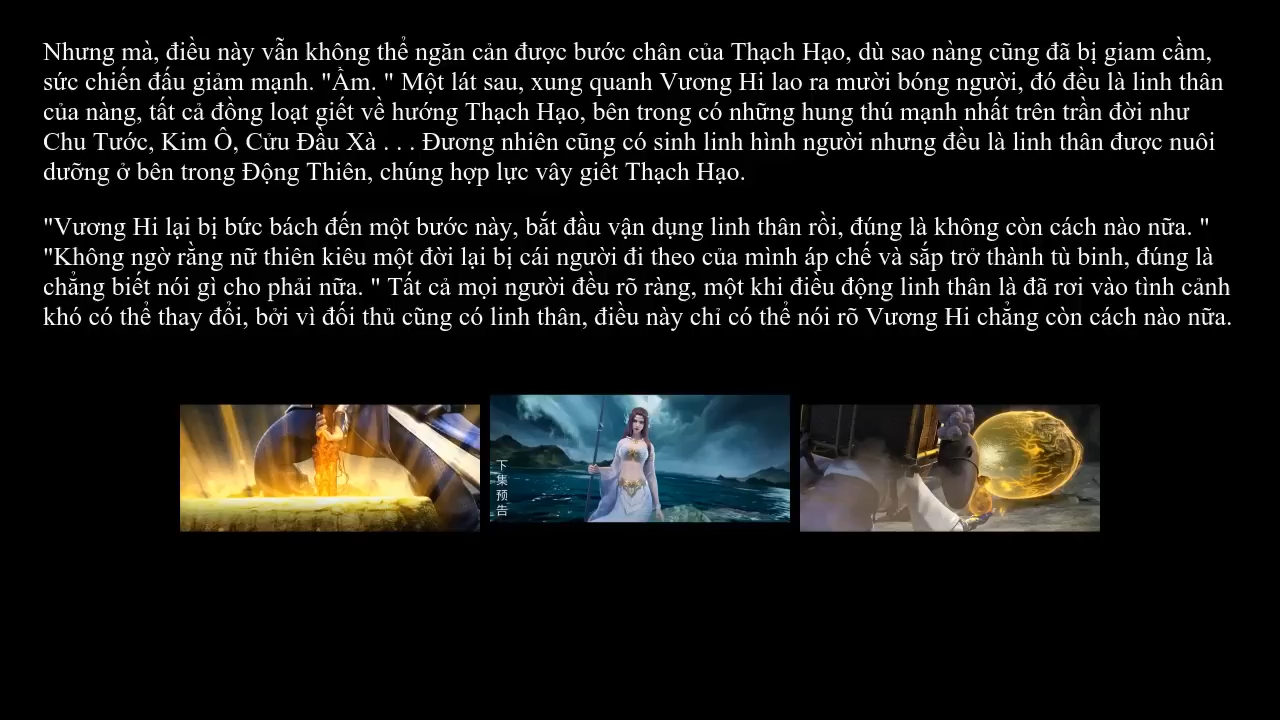 Nhưng mà, điều này vẫn không thể ngăn cản được bước chân của Thạch Hạo, dù sao nàng cũng đã bị giam cầm,
sức chiến đấu giảm mạnh. "Ầm. " Một lát sau, xung quanh Vương Hi lao ra mười bóng người, đó đều là linh thân
của nàng, tất cả đồng loạt giết về hướng Thạch Hạo, bên trong có những hung thú mạnh nhất trên trần đời như
Chu Tước, Kim Ô, Cửu Đầu Xà . . . Đương nhiên cũng có sinh linh hình người nhưng đều là linh thân được nuôi
dưỡng ở bên trong Động Thiên, chúng hợp lực vây giết Thạch Hạo.
"Vương Hi lại bị bức bách đến một bước này, bắt đầu vận dụng linh thân rồi, đúng là không còn cách nào nữa. "
"Không ngờ rằng nữ thiên kiêu một đời lại bị cái người đi theo của mình áp chế và sắp trở thành tù binh, đúng là
chẳng biết nói gì cho phải nữa. " Tất cả mọi người đều rõ ràng, một khi điều động linh thân là đã rơi vào tình cảnh
khó có thể thay đổi, bởi vì đối thủ cũng có linh thân, điều này chỉ có thể nói rõ Vương Hi chẳng còn cách nào nữa.
下集预告